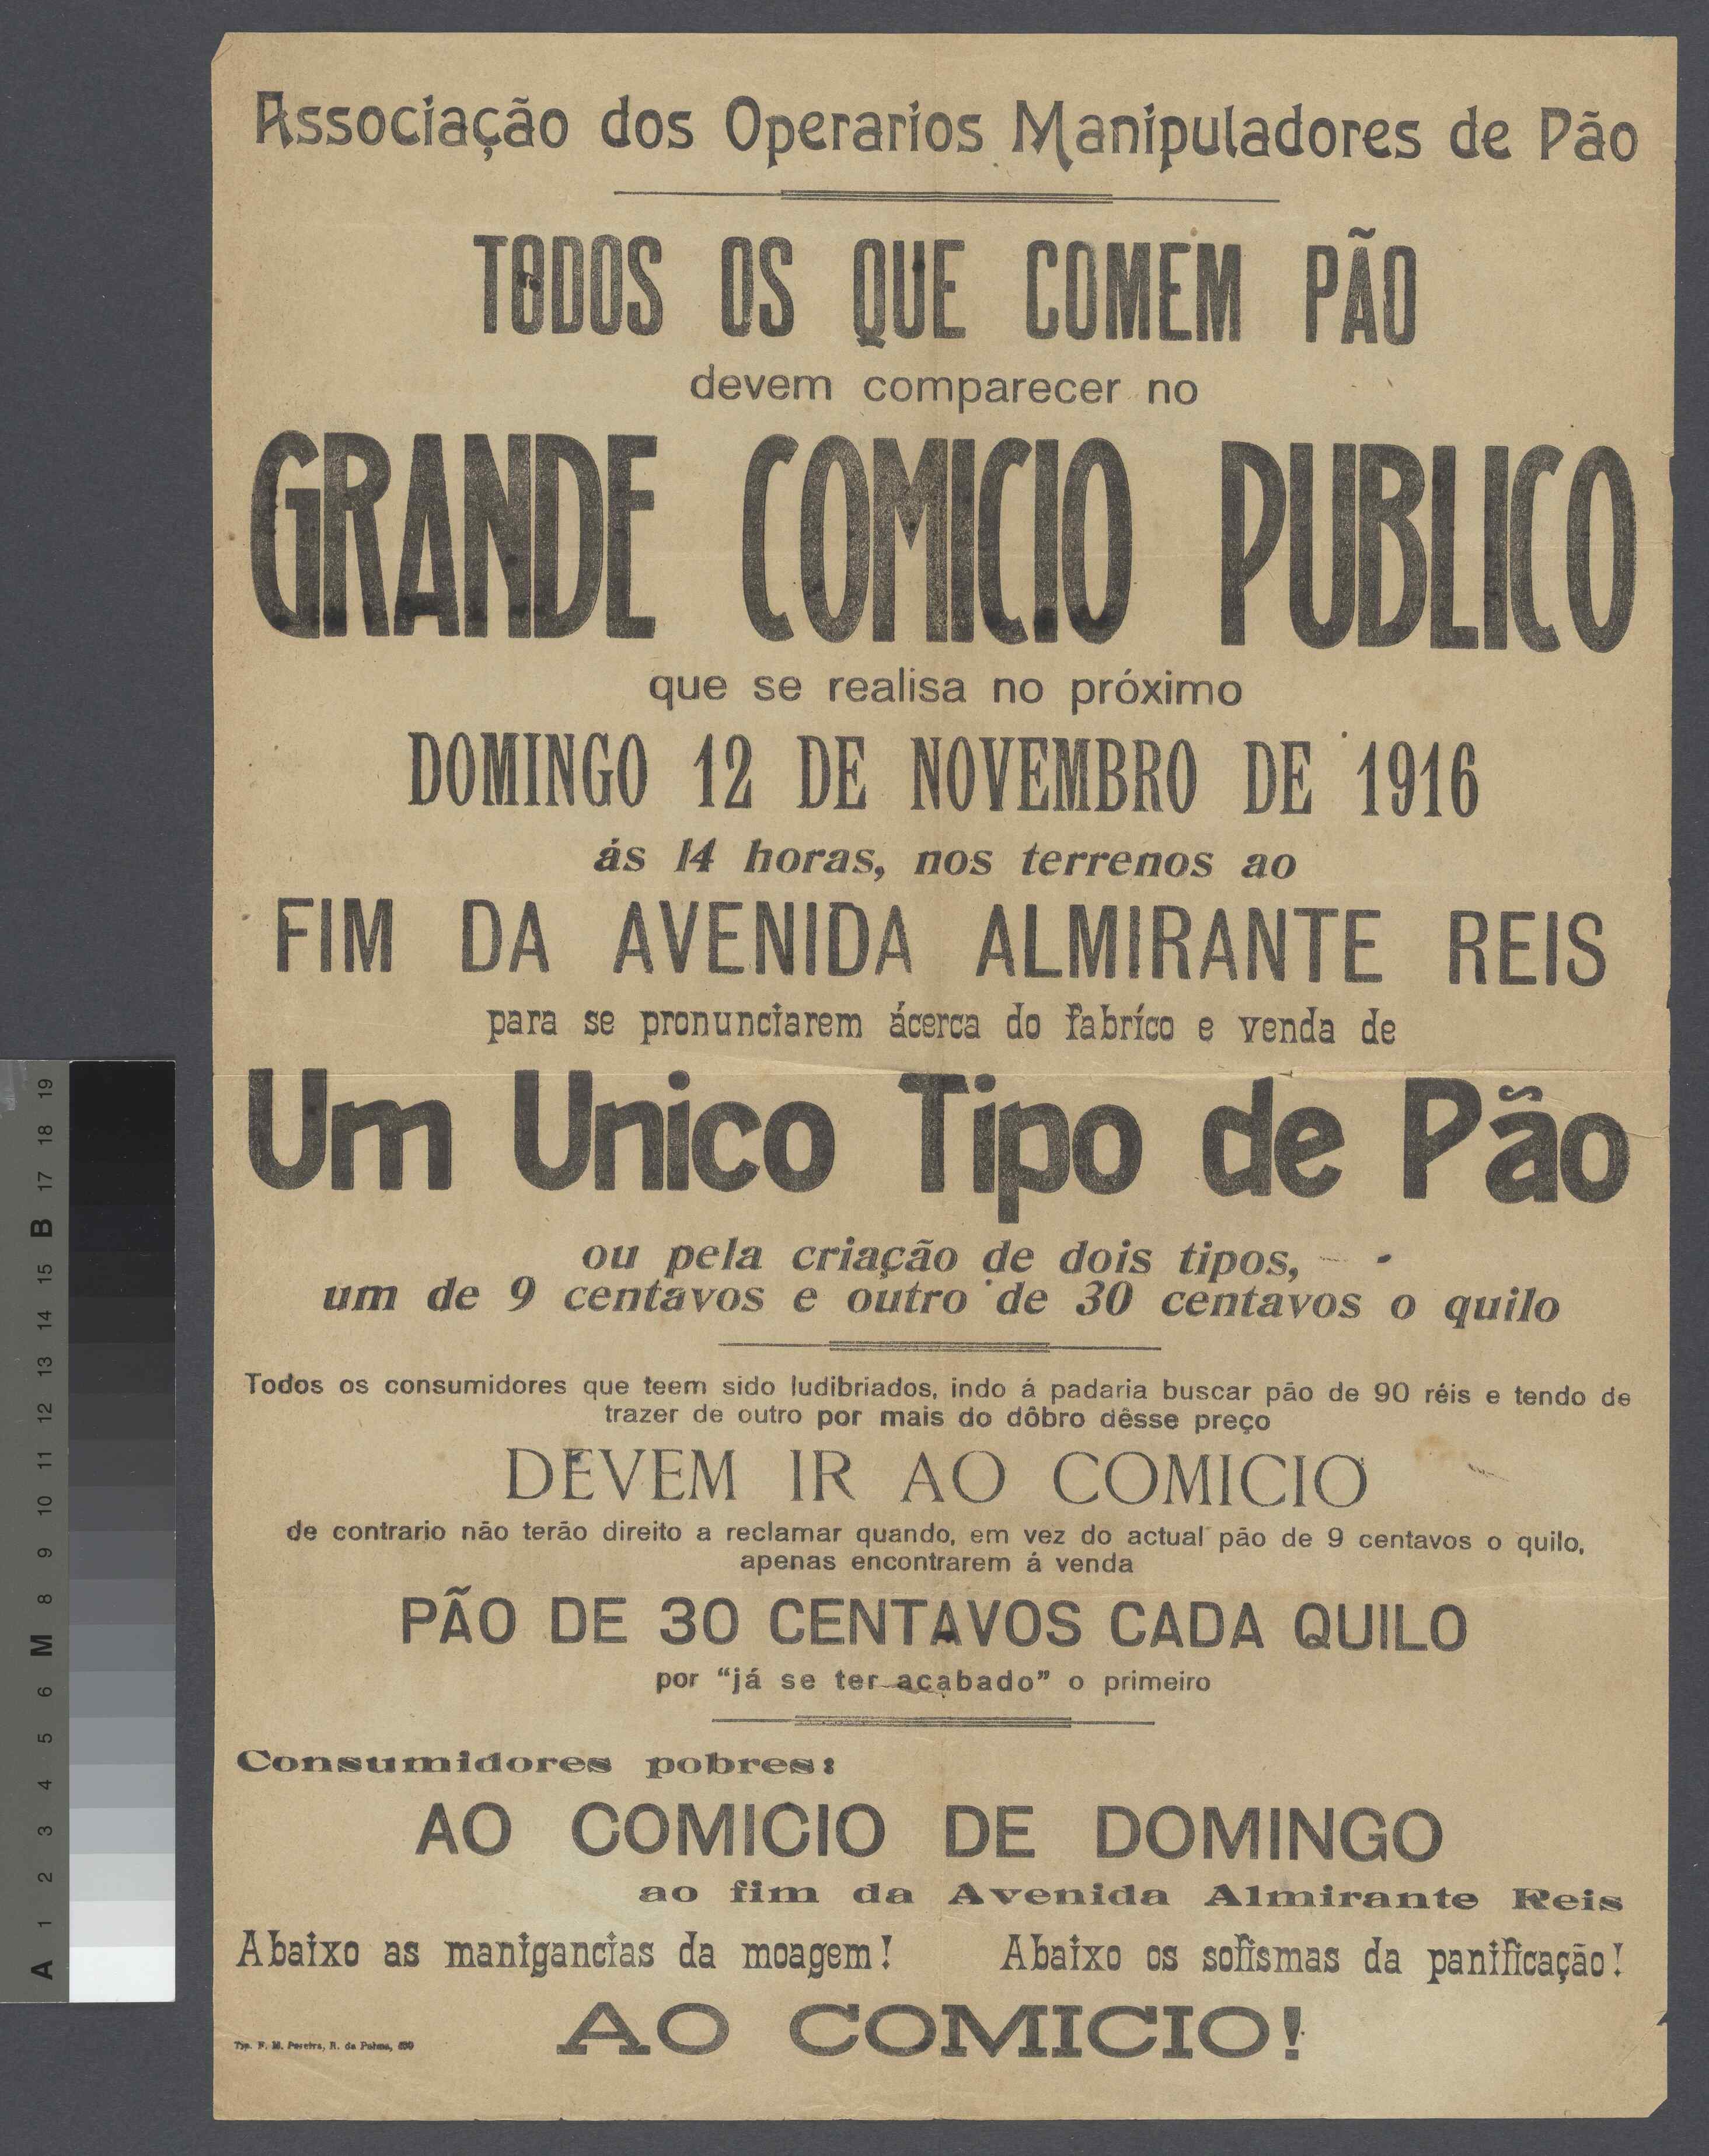 Associação dos Operarios Manipuladores de Pão
TODOS OS QUE COMEM PÃO
devem comparecer no
GRANDE COMICIO PUBLICO
que se realisa no próximo
DOMINGO 12 DE NOVEMBRO DE 1916
ás 14 horas, nos terrenos ao
FIM DA AVENIDA ALMIRANTE REIS
para se pronunciarem ácerca do fabríco e venda de
Um Unico Tipo de Pão
ou pela criação de dois tipos,
um de 9 centavos e outro de 30 centavos o quilo
Todos os consumidores que teem sido ludibriados, indo á padaria buscar pão de 90 réis e tendo de
trazer de outro por mais do dôbro dêsse preço
DEVEM IR AO COMICIO
de contrario não terão direito a reclamar quando, em vez do actual pão de 9 centavos o quilo,
apenas encontrarem á venda
PÃO DE 30 CENTAVOS CADA QUILO
por “já se ter acabado” o primeiro
Consumidores pobres:
AO COMICIO DE DOMINGO
ao fim da Avenida Almirante Reis
Abaixo as manigancias da moagem! Abaixo os sofismas da panificação!
AO COMICIO!
Tip. F. M. Pereira, R. da Palma,
A 1 2 3 4 5 6 M 8 9 10 11 12 13 14 15 B 17 18 19